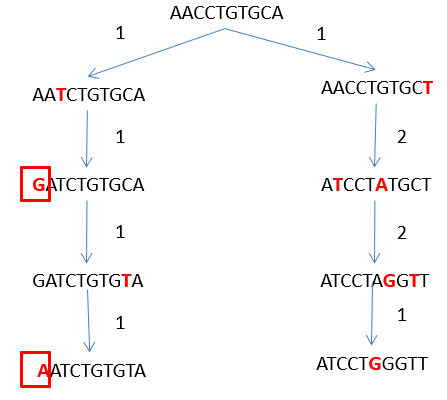 AACCTGTGCA
1 1
AATCTGTGCA AACCTGTGCT
1 2
GATCTGTGCA ATCCTATGCT
1 2
GATCTGTGTA ATCCTAGGTT
1 1
AATCTGTGTA ATCCTGGGTT